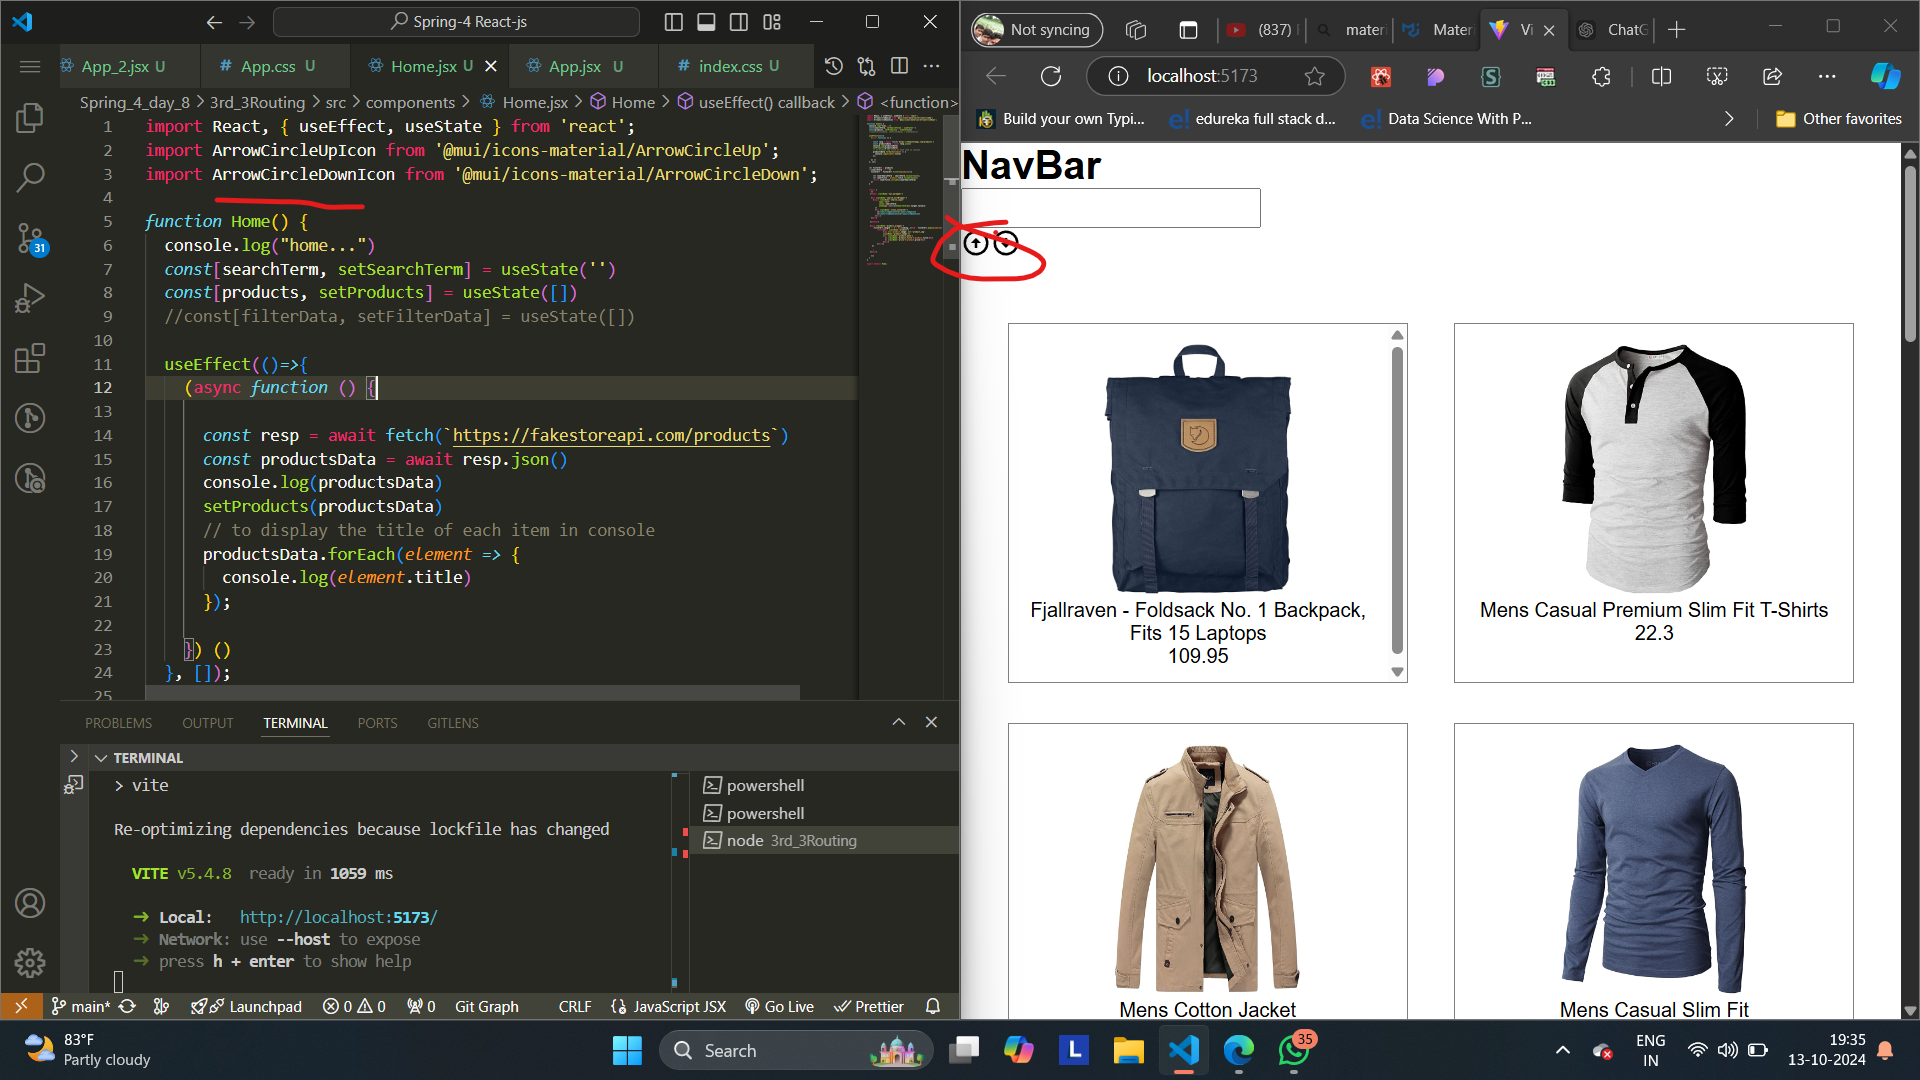 Spring-4 React-js
App_2.jsx U
# App.css U
Home.jsx U
App.jsx U
# index.css U
Spring_4_day_8 > 3rd_3Routing > src > components > Home.jsx > Home > useEffect() callback > <function>
1 import React, { useEffect, useState } from 'react';
2 import ArrowCircleUpIcon from '@mui/icons-material/ArrowCircleUp';
3 import ArrowCircleDownIcon from '@mui/icons-material/ArrowCircleDown';
4
5 function Home() {
6 console.log("home...")
7 const[searchTerm, setSearchTerm] = useState('')
8 const[products, setProducts] = useState([])
9 //const[filterData, setFilterData] = useState([])
10
11 useEffect(()=>{
12 (async function () {
13
14 const resp = await fetch(`https://fakestoreapi.com/products`)
15 const productsData = await resp.json()
16 console.log(productsData)
17 setProducts(productsData)
18 // to display the title of each item in console
19 productsData.forEach(element => {
20 console.log(element.title)
21 });
22
23 }) ()
24 }, []);
25
31
PROBLEMS OUTPUT TERMINAL PORTS GITLENS
TERMINAL
> vite
Re-optimizing dependencies because lockfile has changed
VITE v5.4.8 ready in 1059 ms
➜ Local: http://localhost:5173/
➜ Network: use --host to expose
➜ press h + enter to show help
powershell
powershell
node 3rd_3Routing
main* Launchpad 0 0 0 Git Graph CRLF {} JavaScript JSX Go Live Prettier
Not syncing
(837)
mater
Mater
Vi
ChatG
localhost:5173
Build your own Typi...
edureka full stack d...
Data Science With P...
Other favorites
NavBar
Fjallraven - Foldsack No. 1 Backpack,
Fits 15 Laptops
109.95
Mens Casual Premium Slim Fit T-Shirts
22.3
Mens Cotton Jacket
Mens Casual Slim Fit
83°F
Partly cloudy
Search
L
35
ENG
IN
19:35
13-10-2024